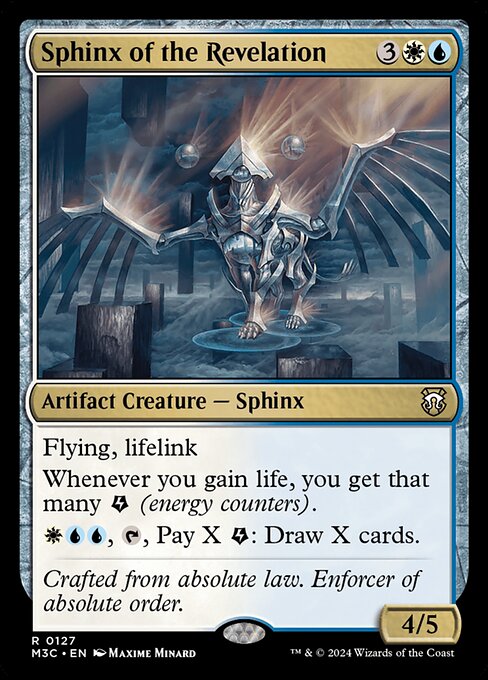 Sphinx of the Revelation 3
Artifact Creature — Sphinx
Flying, lifelink
Whenever you gain life, you get that
many (energy counters).
, , Pay X : Draw X cards.
Crafted from absolute law. Enforcer of
absolute order.
4/5
R 0127
M3C • EN MAXIME MINARD
™ & © 2024 Wizards of the Coast